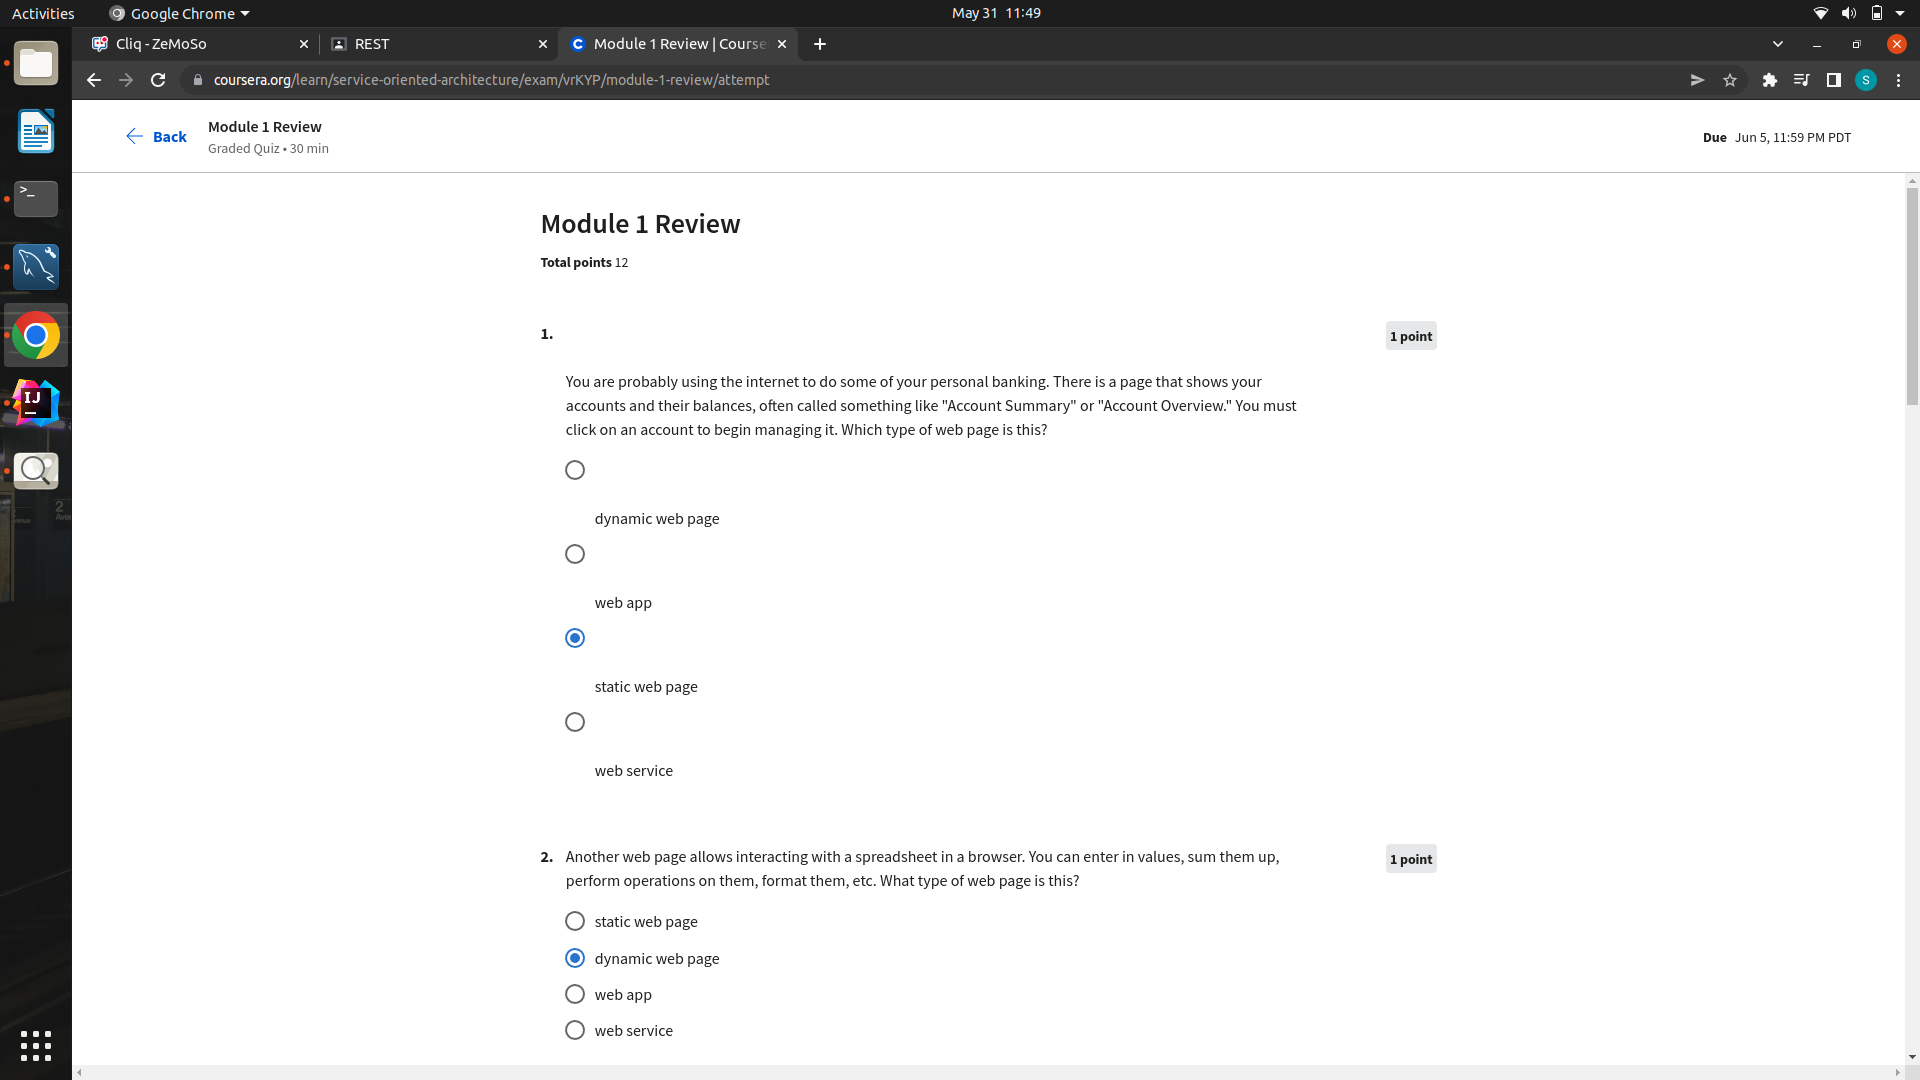 Activities
Google Chrome
May 31 11:49
Cliq - ZeMoSo
REST
Module 1 Review | Course
coursera.org/learn/service-oriented-architecture/exam/vrKYP/module-1-review/attempt
S
Back
Module 1 Review
Graded Quiz • 30 min
Due Jun 5, 11:59 PM PDT
Module 1 Review
Total points 12
1.
1 point
You are probably using the internet to do some of your personal banking. There is a page that shows your
accounts and their balances, often called something like "Account Summary" or "Account Overview." You must
click on an account to begin managing it. Which type of web page is this?
dynamic web page
web app
static web page
web service
2. Another web page allows interacting with a spreadsheet in a browser. You can enter in values, sum them up,
1 point
perform operations on them, format them, etc. What type of web page is this?
static web page
dynamic web page
web app
web service
>_
IJ
2